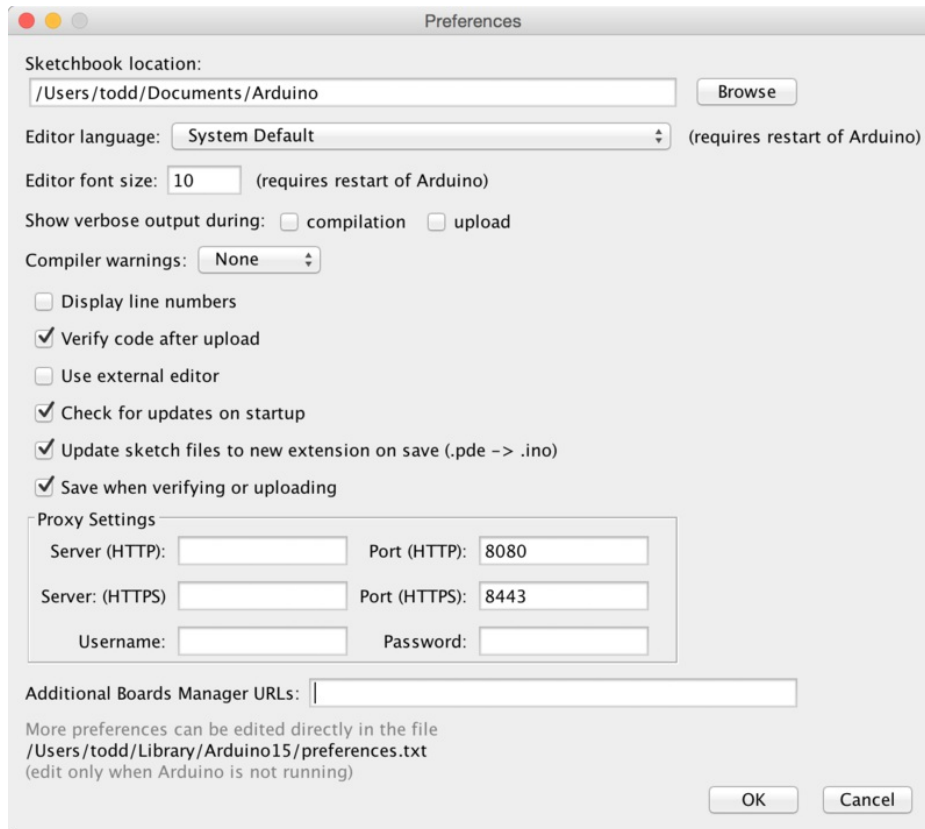 Preferences
Sketchbook location:
/Users/todd/Documents/Arduino Browse
Editor language: System Default (requires restart of Arduino)
Editor font size: 10 (requires restart of Arduino)
Show verbose output during: compilation upload
Compiler warnings: None
Display line numbers
Verify code after upload
Use external editor
Check for updates on startup
Update sketch files to new extension on save (.pde -> .ino)
Save when verifying or uploading
Proxy Settings
Server (HTTP): Port (HTTP): 8080
Server: (HTTPS) Port (HTTPS): 8443
Username: Password:
Additional Boards Manager URLs:
More preferences can be edited directly in the file
/Users/todd/Library/Arduino15/preferences.txt
(edit only when Arduino is not running)
OK Cancel